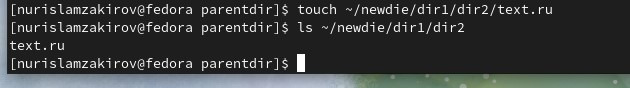 [nurislamzakirov@fedora parentdir]$ touch ~/newdie/dir1/dir2/text.ru
[nurislamzakirov@fedora parentdir]$ ls ~/newdie/dir1/dir2
text.ru
[nurislamzakirov@fedora parentdir]$